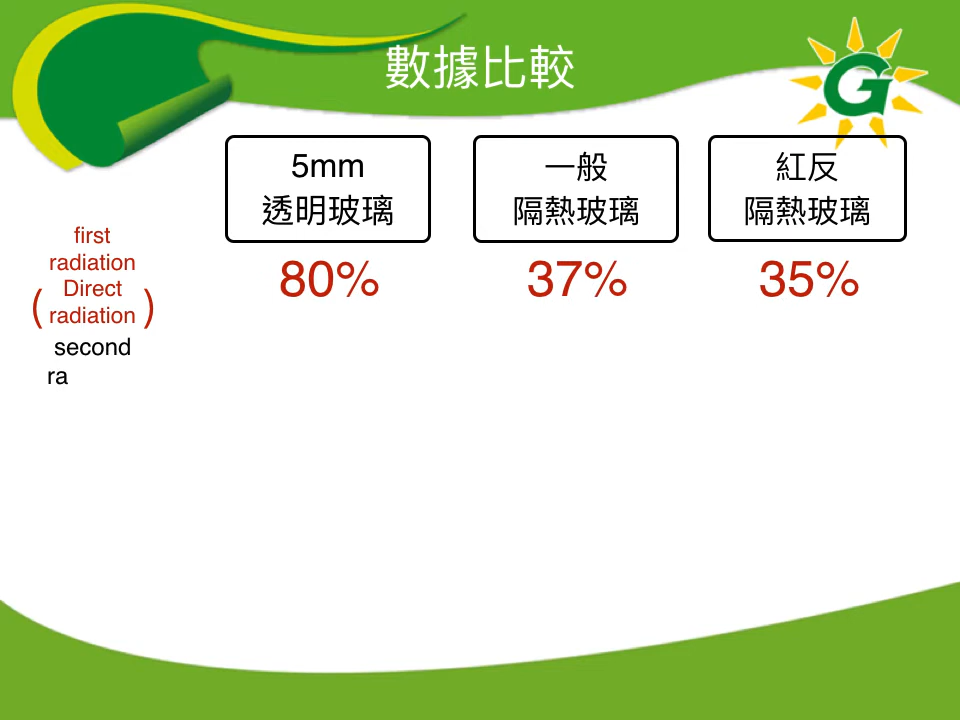 數據比較
5mm
透明玻璃
一般
隔熱玻璃
紅反
隔熱玻璃
first
radiation
Direct
( radiation )
80%
37%
35%
second
ra
G